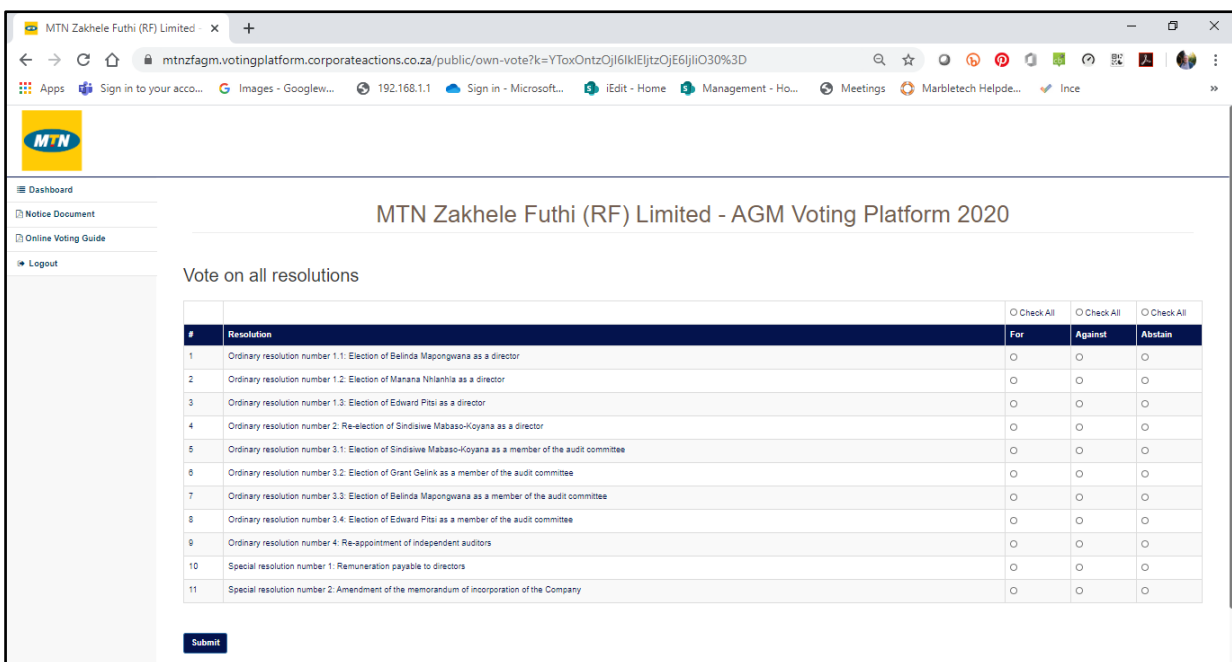 MTN Zakhele Futhi (RF) Limited -
mtnzfagm.votingplatform.corporateactions.co.za/public/own-vote?k=YToxOntzOjI6IklEIjtzOjE6IjIiO30%3D
Apps Sign in to your acco... Images - Googlew... 192.168.1.1 Sign in - Microsoft... iEdit - Home Management - Ho... Meetings Marbletech Helpde... Ince
MTN
Dashboard
Notice Document
Online Voting Guide
Logout
MTN Zakhele Futhi (RF) Limited - AGM Voting Platform 2020
Vote on all resolutions
Check All Check All Check All
# Resolution For Against Abstain
1 Ordinary resolution number 1.1: Election of Belinda Mapongwana as a director
2 Ordinary resolution number 1.2: Election of Manana Nhlanhla as a director
3 Ordinary resolution number 1.3: Election of Edward Pitsi as a director
4 Ordinary resolution number 2: Re-election of Sindisiwe Mabaso-Koyana as a director
5 Ordinary resolution number 3.1: Election of Sindisiwe Mabaso-Koyana as a member of the audit committee
6 Ordinary resolution number 3.2: Election of Grant Gelink as a member of the audit committee
7 Ordinary resolution number 3.3: Election of Belinda Mapongwana as a member of the audit committee
8 Ordinary resolution number 3.4: Election of Edward Pitsi as a member of the audit committee
9 Ordinary resolution number 4: Re-appointment of independent auditors
10 Special resolution number 1: Remuneration payable to directors
11 Special resolution number 2: Amendment of the memorandum of incorporation of the Company
Submit